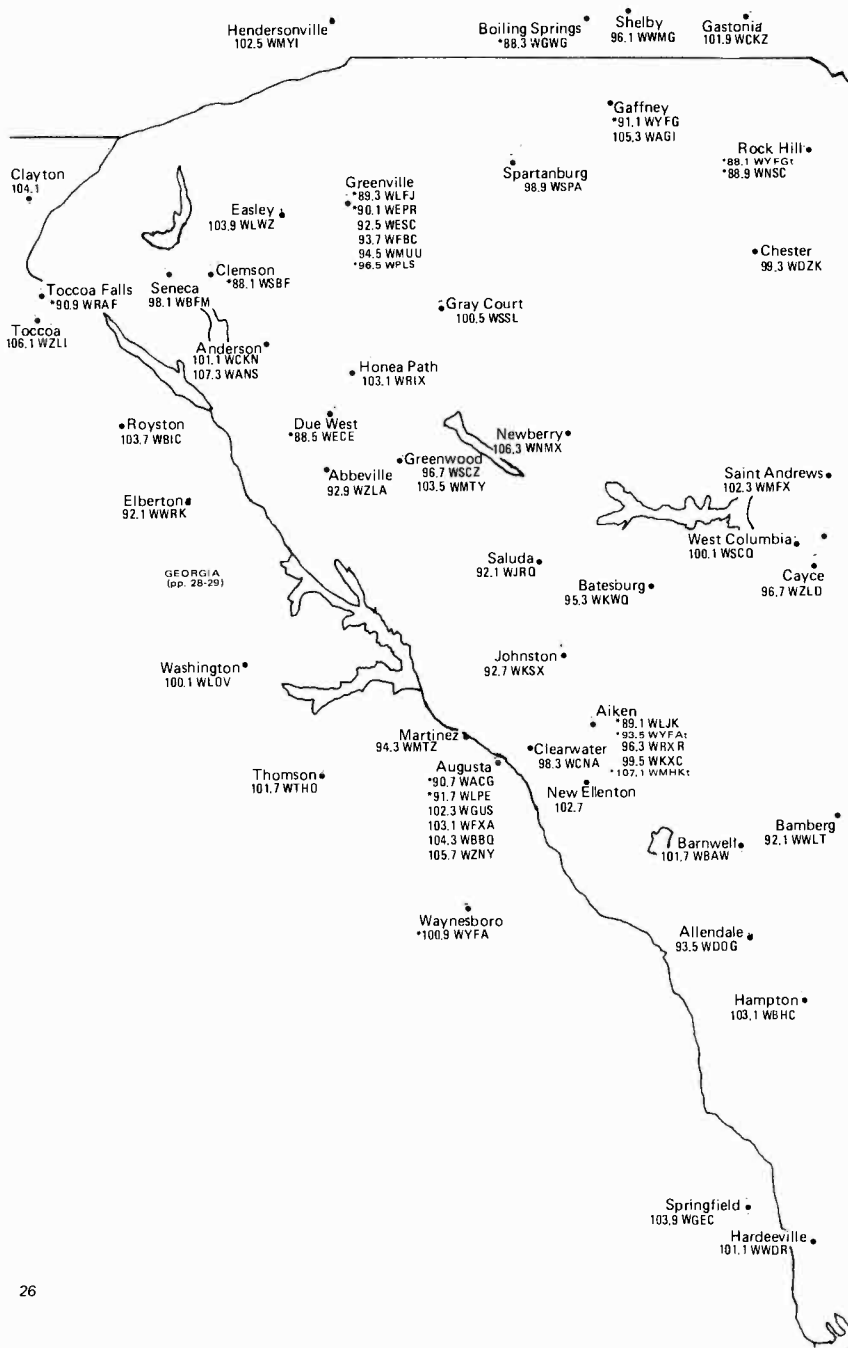 Hendersonville
102.5 WMYI
Boiling Springs
*88.3 WGWG
Shelby
96.1 WWMG
Gastonia
101.9 WCKZ
Gaffney
*91.1 WYFG
105.3 WAGI
Rock Hill
*88.1 WYFGt
*88.9 WNSC
Clayton
104.1
Spartanburg
98.9 WSPA
Greenville
*89.3 WLFJ
*90.1 WEPR
92.5 WESC
93.7 WFBC
94.5 WMUU
*96.5 WPLS
Easley
103.9 WLWZ
Chester
99.3 WDZK
Toccoa Falls
*90.9 WRAF
Seneca
98.1 WBFM
Clemson
*88.1 WSBF
Gray Court
100.5 WSSL
Toccoa
106.1 WZLI
Anderson
101.1 WCKN
107.3 WANS
Honea Path
103.1 WRIX
Royston
103.7 WBIC
Due West
*88.5 WECE
Newberry
106.3 WNMX
Greenwood
96.7 WSCZ
103.5 WMTY
Abbeville
92.9 WZLA
Saint Andrews
102.3 WMFX
Elberton
92.1 WWRK
West Columbia
100.1 WSCQ
Cayce
96.7 WZLD
GEORGIA
(pp. 28-29)
Saluda
92.1 WJRQ
Batesburg
95.3 WKWQ
Johnston
92.7 WKSX
Washington
100.1 WLOV
Aiken
*89.1 WLJK
*93.5 WYFAt
96.3 WRXR
99.5 WKXC
*107.1 WMHKt
Martinez
94.3 WMTZ
Clearwater
98.3 WCNA
Augusta
*90.7 WACG
*91.7 WLPE
102.3 WGUS
103.1 WFXA
104.3 WBBQ
105.7 WZNY
Thomson
101.7 WTHO
New Ellenton
102.7
Bamberg
92.1 WWLT
Barnwell
101.7 WBAW
Waynesboro
*100.9 WYFA
Allendale
93.5 WDOG
Hampton
103.1 WBHC
Springfield
103.9 WGEC
Hardeeville
101.1 WWDR
26